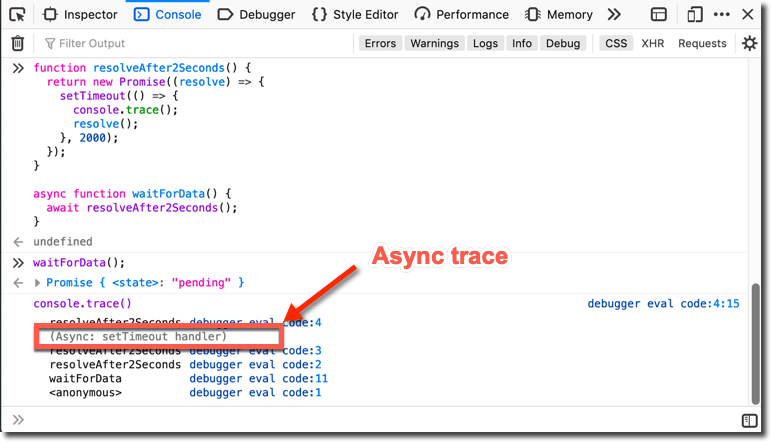 Inspector Console Debugger Style Editor Performance Memory
Filter Output Errors Warnings Logs Info Debug CSS XHR Requests
function resolveAfter2Seconds() {
return new Promise((resolve) => {
setTimeout(() => {
console.trace();
resolve();
}, 2000);
});
}
async function waitForData() {
await resolveAfter2Seconds();
}
undefined
waitForData();
Async trace
Promise { <state>: "pending" }
console.trace() debugger eval code:4:15
resolveAfter2Seconds debugger eval code:4
(Async: setTimeout handler)
resolveAfter2Seconds debugger eval code:3
resolveAfter2Seconds debugger eval code:2
waitForData debugger eval code:11
<anonymous> debugger eval code:1